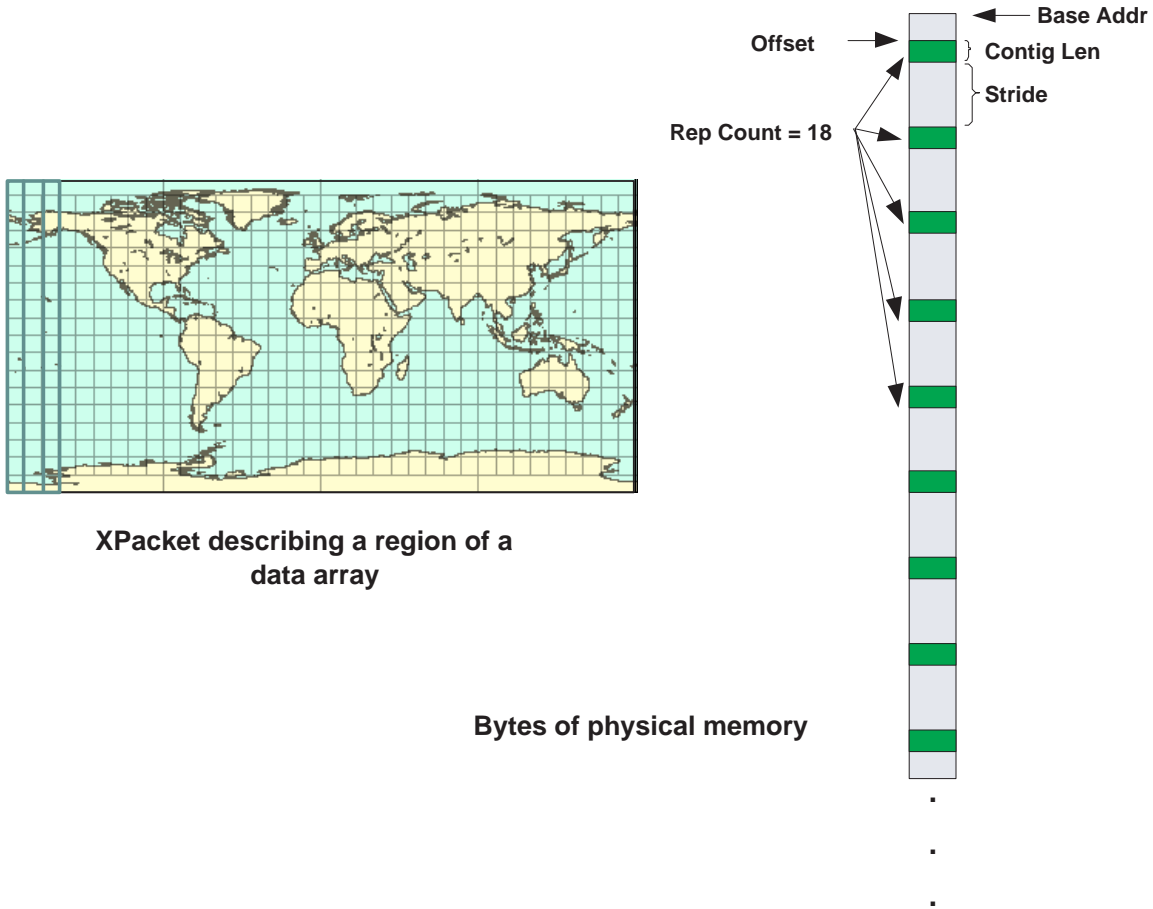 Base Addr
Offset
Contig Len
Stride
Rep Count = 18
XPacket describing a region of a
data array
Bytes of physical memory
.
.
.